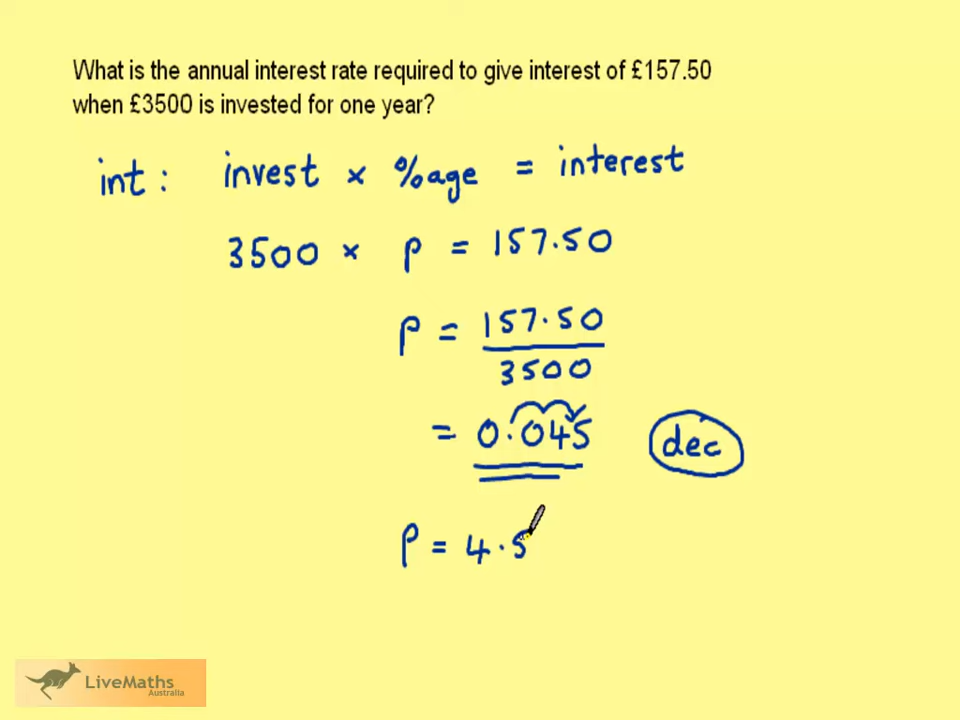 What is the annual interest rate required to give interest of £157.50
when £3500 is invested for one year?
int: invest × %age = interest
3500 × P = 157.50
P = 157.50
3500
= 0.045 dec
P = 4.5
LiveMaths
Australia